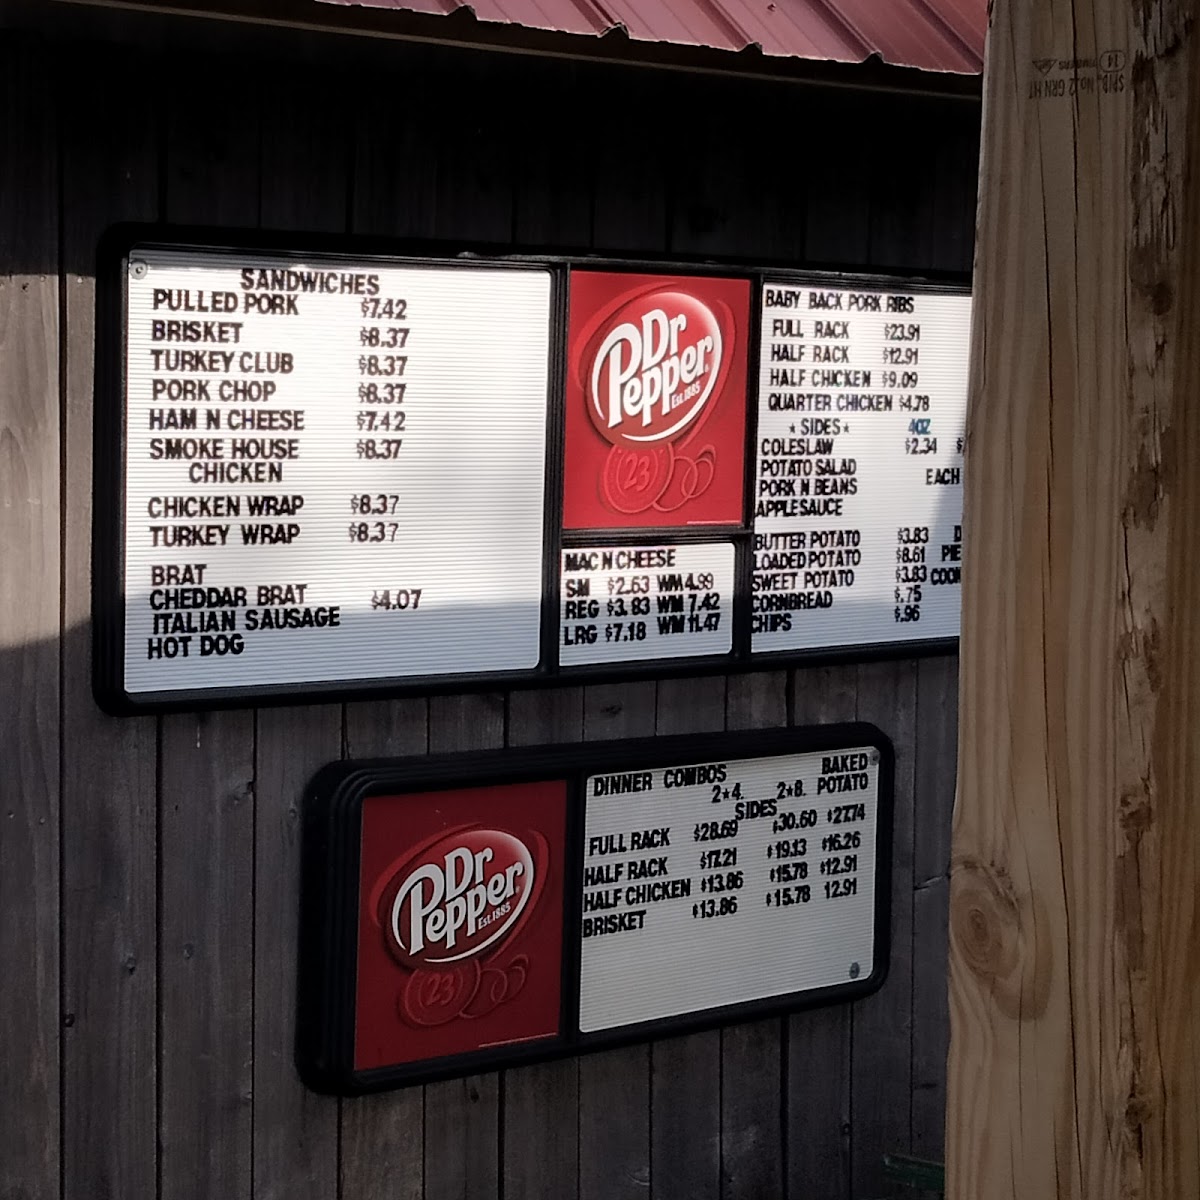 SANDWICHES
PULLED PORK $7.42
BRISKET $8.37
TURKEY CLUB $8.37
PORK CHOP $8.37
HAM N CHEESE $7.42
SMOKE HOUSE $8.37
CHICKEN
CHICKEN WRAP $8.37
TURKEY WRAP $8.37
BRAT
CHEDDAR BRAT $4.07
ITALIAN SAUSAGE
HOT DOG
Dr
Pepper
Est.1885
23
MAC N CHEESE
SM $2.63 WM 4.99
REG $3.83 WM 7.42
LRG $7.18 WM 11.47
BABY BACK PORK RIBS
FULL RACK $23.91
HALF RACK $12.91
HALF CHICKEN $9.09
QUARTER CHICKEN $4.78
★ SIDES ★ 4OZ
COLESLAW $2.34 $
POTATO SALAD EACH
PORK N BEANS
APPLESAUCE
BUTTER POTATO $3.83 D
LOADED POTATO $8.61 PIE
SWEET POTATO $3.83 COOK
CORNBREAD $.75
CHIPS $.96
Dr
Pepper
Est.1885
23
DINNER COMBOS BAKED
2★4. 2★8. POTATO
SIDES
FULL RACK $28.69 $30.60 $27.74
HALF RACK $17.21 $19.13 $16.26
HALF CHICKEN $13.86 $15.78 $12.91
BRISKET $13.86 $15.78 12.91
SPIB. No.2 GRN HT
14